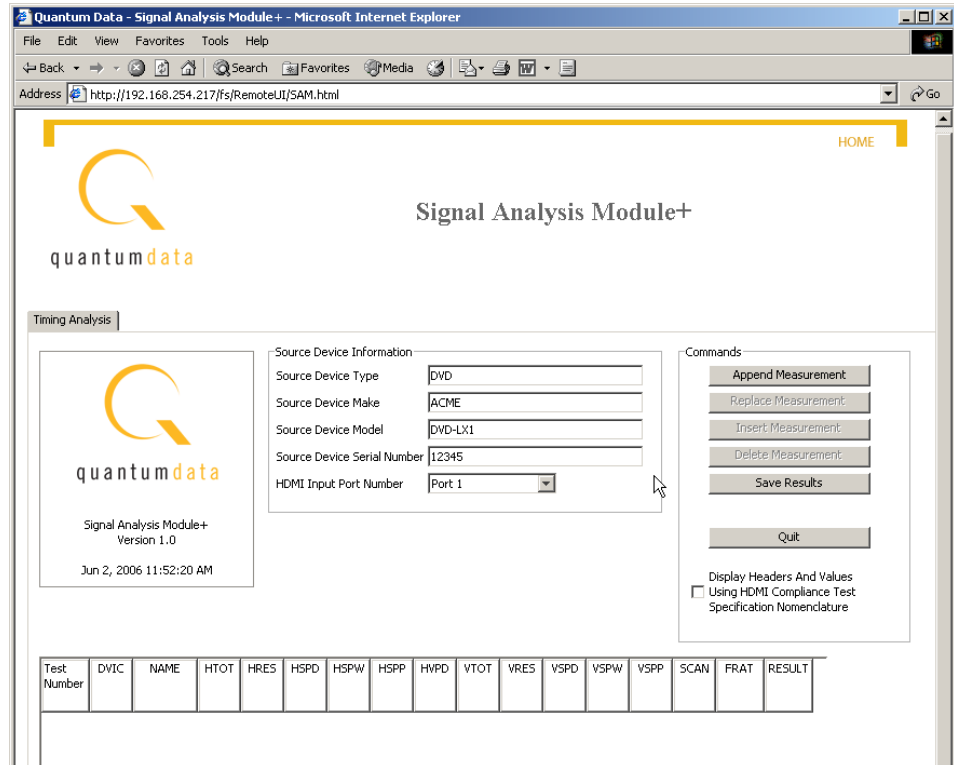 Quantum Data - Signal Analysis Module+ - Microsoft Internet Explorer
File Edit View Favorites Tools Help
Back Search Favorites Media
Address http://192.168.254.217/fs/RemoteUI/SAM.html Go
HOME
quantumdata
Signal Analysis Module+
Timing Analysis
quantumdata
Signal Analysis Module+
Version 1.0
Jun 2, 2006 11:52:20 AM
Source Device Information
Source Device Type DVD
Source Device Make ACME
Source Device Model DVD-LX1
Source Device Serial Number 12345
HDMI Input Port Number Port 1
Commands
Append Measurement
Replace Measurement
Insert Measurement
Delete Measurement
Save Results
Quit
Display Headers And Values
Using HDMI Compliance Test
Specification Nomenclature
Test DVIC NAME HTOT HRES HSPD HSPW HSPP HVPD VTOT VRES VSPD VSPW VSPP SCAN FRAT RESULT
Number